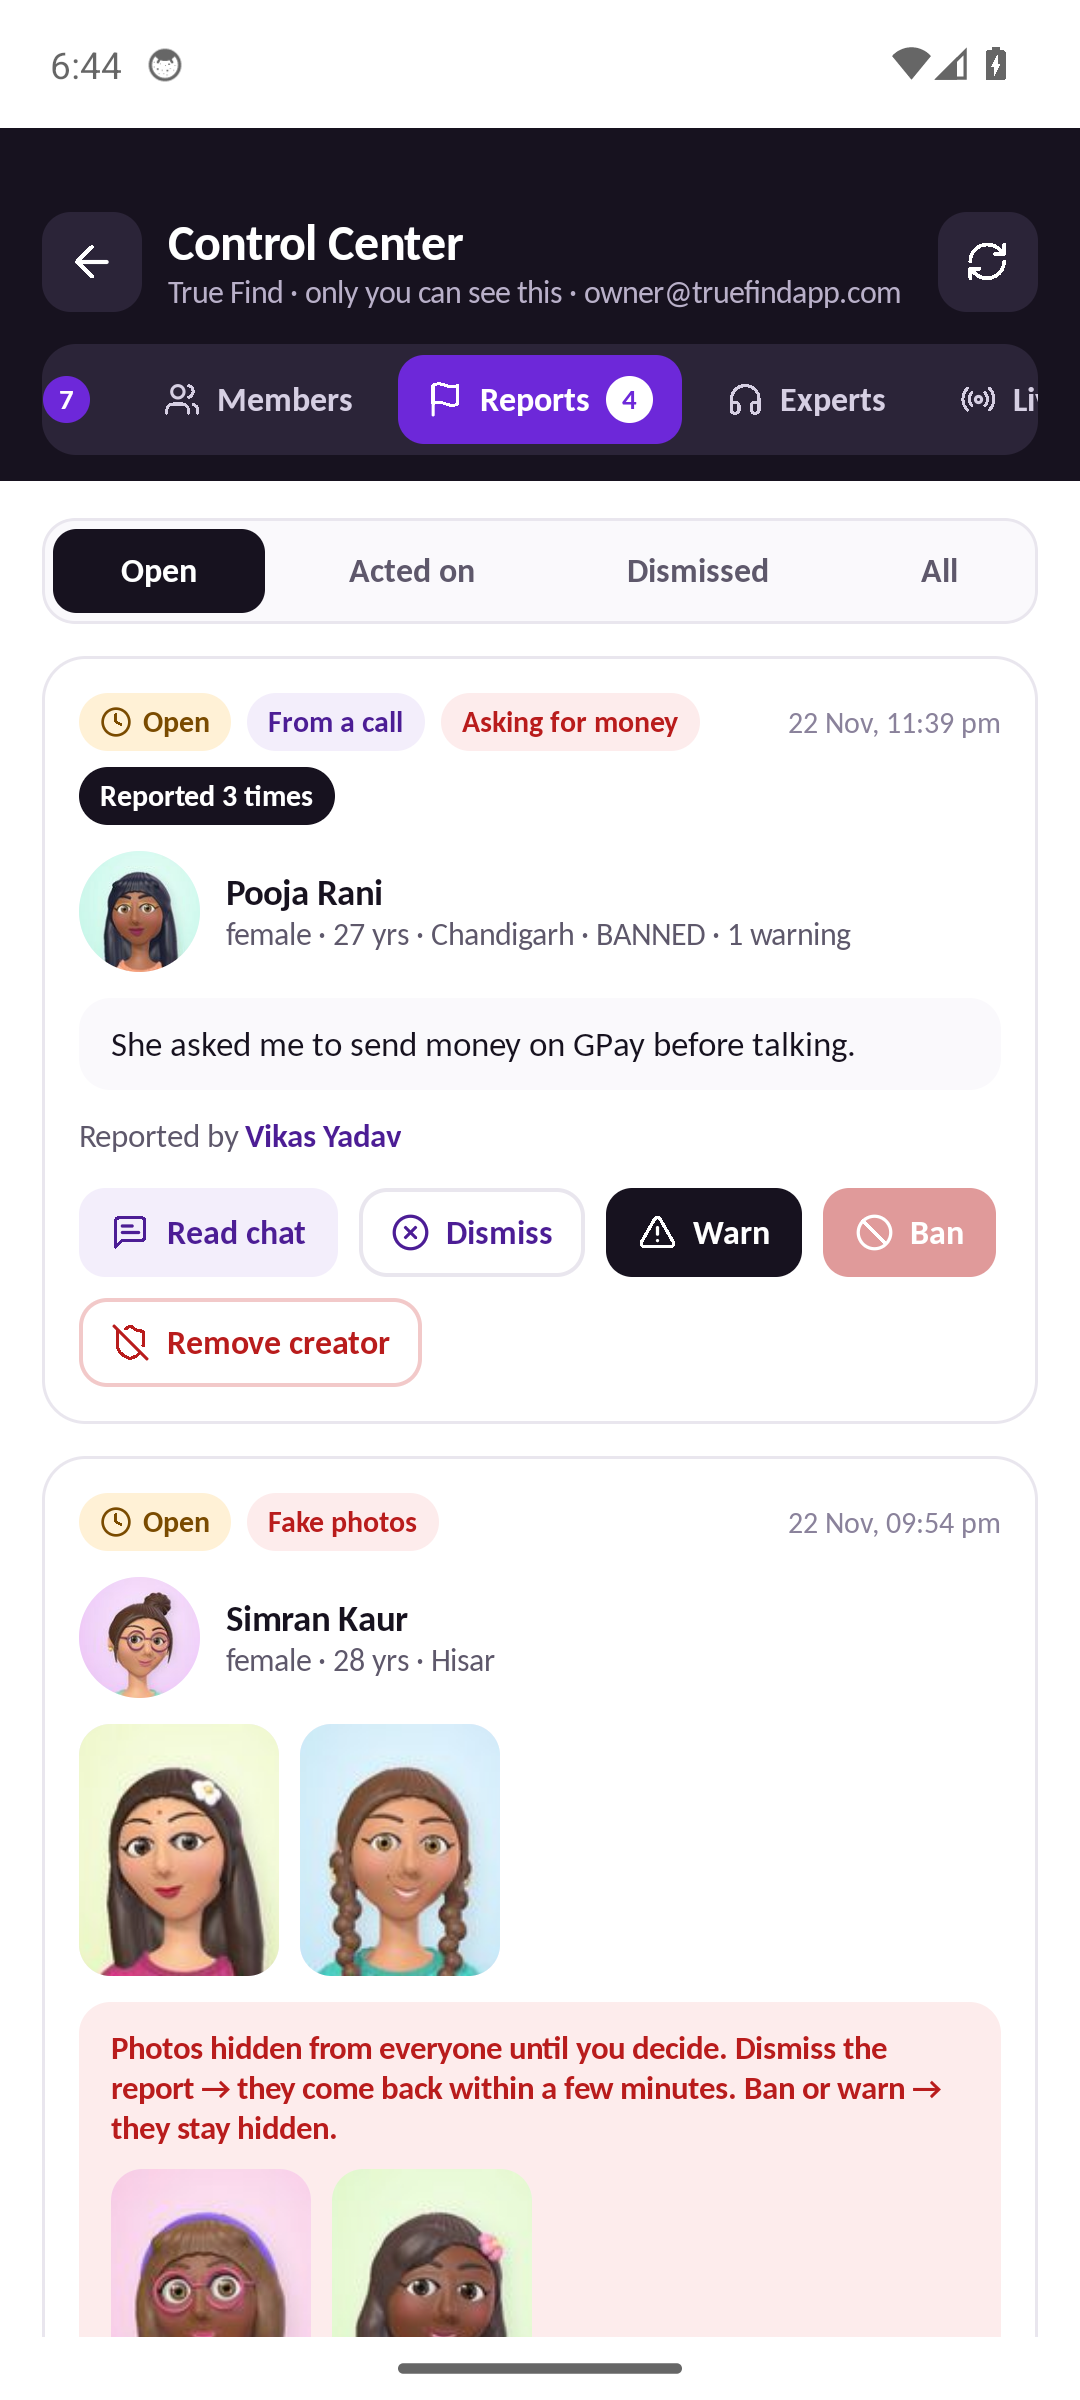 6:44
Control Center
True Find · only you can see this · owner@truefindapp.com
7
Members
Reports 4
Experts
Open
Acted on
Dismissed
All
Open
From a call
Asking for money
22 Nov, 11:39 pm
Reported 3 times
Pooja Rani
female · 27 yrs · Chandigarh · BANNED · 1 warning
She asked me to send money on GPay before talking.
Reported by Vikas Yadav
Read chat
Dismiss
Warn
Ban
Remove creator
Open
Fake photos
22 Nov, 09:54 pm
Simran Kaur
female · 28 yrs · Hisar
Photos hidden from everyone until you decide. Dismiss the
report → they come back within a few minutes. Ban or warn →
they stay hidden.